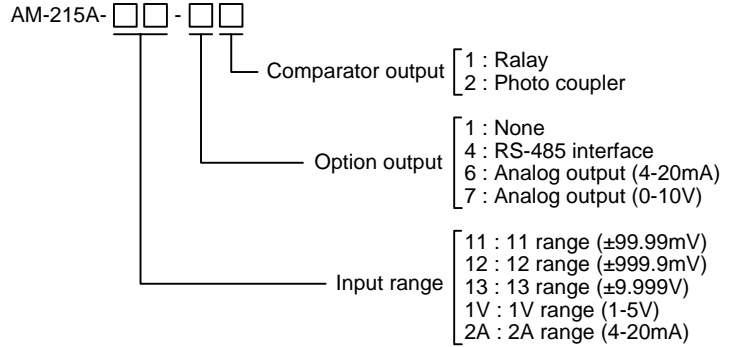 AM-215A-□□-□□
Comparator output
1 : Ralay
2 : Photo coupler
Option output
1 : None
4 : RS-485 interface
6 : Analog output (4-20mA)
7 : Analog output (0-10V)
Input range
11 : 11 range (±99.99mV)
12 : 12 range (±999.9mV)
13 : 13 range (±9.999V)
1V : 1V range (1-5V)
2A : 2A range (4-20mA)